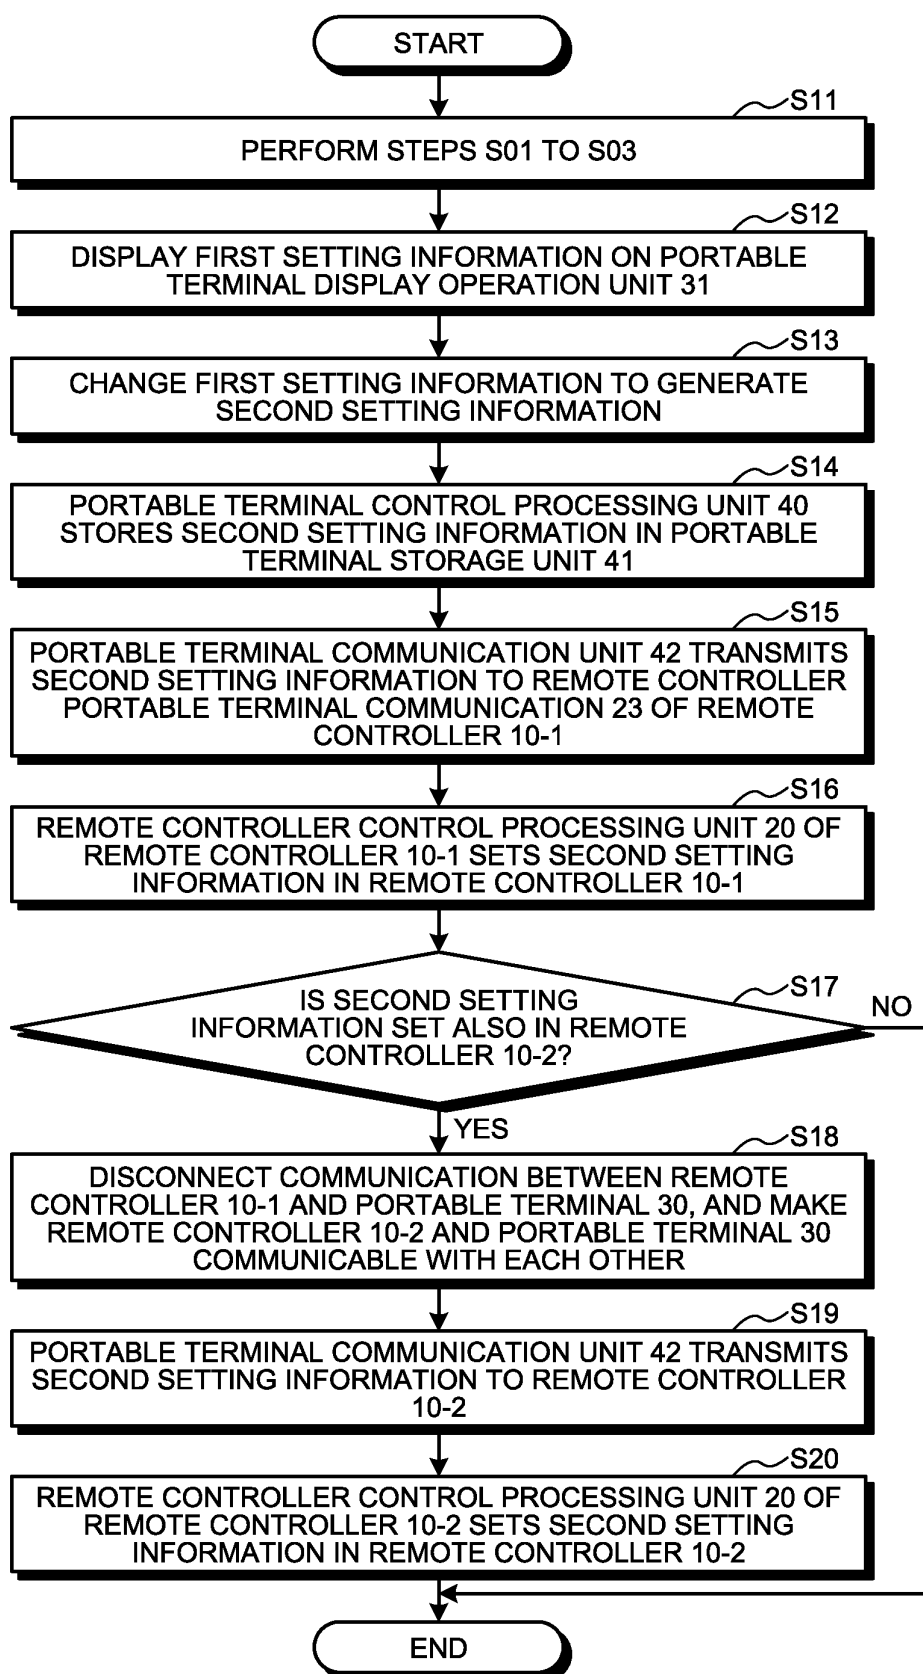 START
S11
PERFORM STEPS S01 TO S03
S12
DISPLAY FIRST SETTING INFORMATION ON PORTABLE
TERMINAL DISPLAY OPERATION UNIT 31
S13
CHANGE FIRST SETTING INFORMATION TO GENERATE
SECOND SETTING INFORMATION
S14
PORTABLE TERMINAL CONTROL PROCESSING UNIT 40
STORES SECOND SETTING INFORMATION IN PORTABLE
TERMINAL STORAGE UNIT 41
S15
PORTABLE TERMINAL COMMUNICATION UNIT 42 TRANSMITS
SECOND SETTING INFORMATION TO REMOTE CONTROLLER
PORTABLE TERMINAL COMMUNICATION 23 OF REMOTE
CONTROLLER 10-1
S16
REMOTE CONTROLLER CONTROL PROCESSING UNIT 20 OF
REMOTE CONTROLLER 10-1 SETS SECOND SETTING
INFORMATION IN REMOTE CONTROLLER 10-1
S17
IS SECOND SETTING
INFORMATION SET ALSO IN REMOTE
CONTROLLER 10-2?
NO
YES
S18
DISCONNECT COMMUNICATION BETWEEN REMOTE
CONTROLLER 10-1 AND PORTABLE TERMINAL 30, AND MAKE
REMOTE CONTROLLER 10-2 AND PORTABLE TERMINAL 30
COMMUNICABLE WITH EACH OTHER
S19
PORTABLE TERMINAL COMMUNICATION UNIT 42 TRANSMITS
SECOND SETTING INFORMATION TO REMOTE CONTROLLER
10-2
S20
REMOTE CONTROLLER CONTROL PROCESSING UNIT 20 OF
REMOTE CONTROLLER 10-2 SETS SECOND SETTING
INFORMATION IN REMOTE CONTROLLER 10-2
END